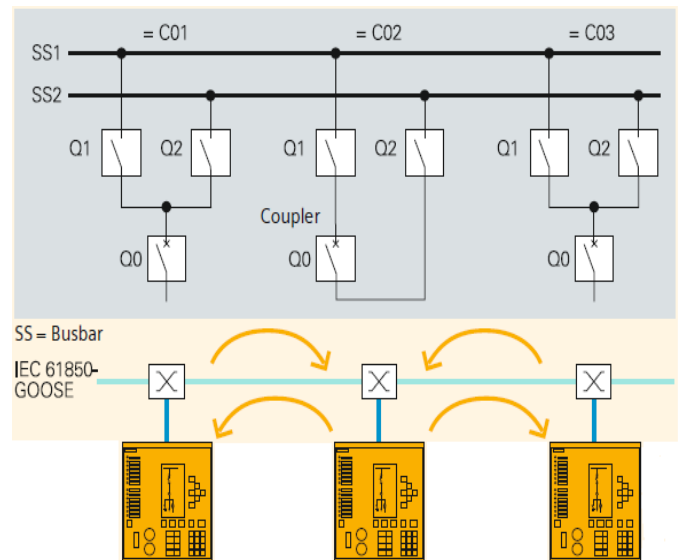 = C01 = C02 = C03
SS1
SS2
Q1 Q2 Q1 Q2 Q1 Q2
Coupler
Q0 Q0 Q0
SS = Busbar
IEC 61850-
GOOSE